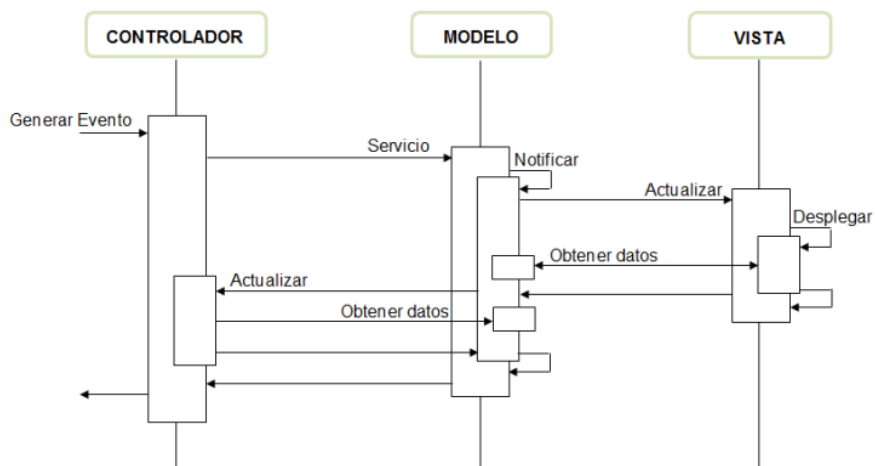 CONTROLADOR
MODELO
VISTA
Generar Evento
Servicio
Notificar
Actualizar
Desplegar
Obtener datos
Actualizar
Obtener datos